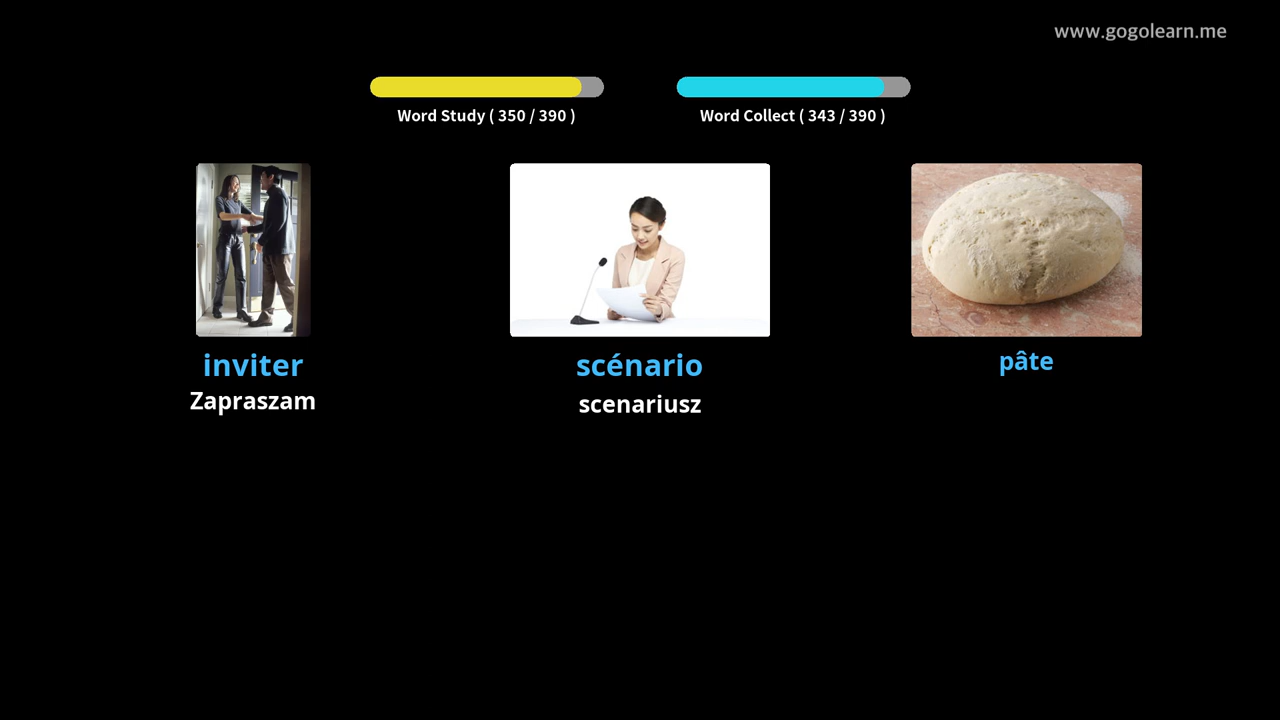 www.gogolearn.me
Word Study ( 350 / 390 )
Word Collect ( 343 / 390 )
inviter
Zapraszam
scénario
scenariusz
pâte